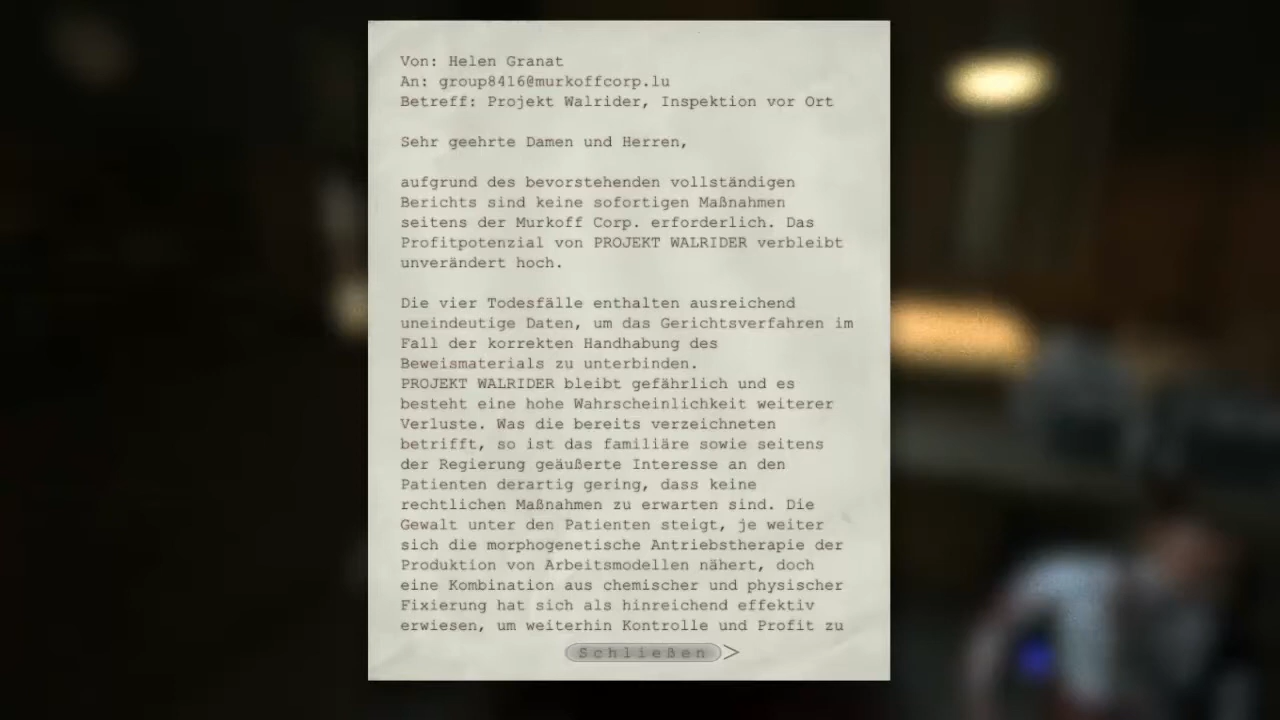 Von: Helen Granat
An: group8416@murkoffcorp.lu
Betreff: Projekt Walrider, Inspektion vor Ort
Sehr geehrte Damen und Herren,
aufgrund des bevorstehenden vollständigen
Berichts sind keine sofortigen Maßnahmen
seitens der Murkoff Corp. erforderlich. Das
Profitpotenzial von PROJEKT WALRIDER verbleibt
unverändert hoch.
Die vier Todesfälle enthalten ausreichend
uneindeutige Daten, um das Gerichtsverfahren im
Fall der korrekten Handhabung des
Beweismaterials zu unterbinden.
PROJEKT WALRIDER bleibt gefährlich und es
besteht eine hohe Wahrscheinlichkeit weiterer
Verluste. Was die bereits verzeichneten
betrifft, so ist das familiäre sowie seitens
der Regierung geäußerte Interesse an den
Patienten derartig gering, dass keine
rechtlichen Maßnahmen zu erwarten sind. Die
Gewalt unter den Patienten steigt, je weiter
sich die morphogenetische Antriebstherapie der
Produktion von Arbeitsmodellen nähert, doch
eine Kombination aus chemischer und physischer
Fixierung hat sich als hinreichend effektiv
erwiesen, um weiterhin Kontrolle und Profit zu
Schließen >